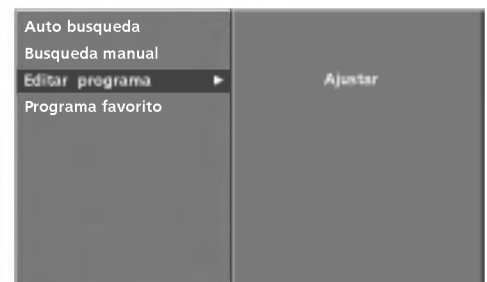 Auto busqueda
Busqueda manual
Editar programa
Ajustar
Programa favorito